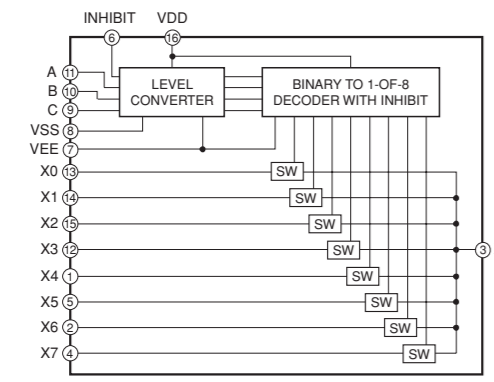 INHIBIT VDD
6 16
A 11
B 10
C 9
LEVEL
CONVERTER
BINARY TO 1-OF-8
DECODER WITH INHIBIT
VSS 8
VEE 7
X0 13 SW
X1 14 SW
X2 15 SW
X3 12 SW 3
X4 1 SW
X5 5 SW
X6 2 SW
X7 4 SW